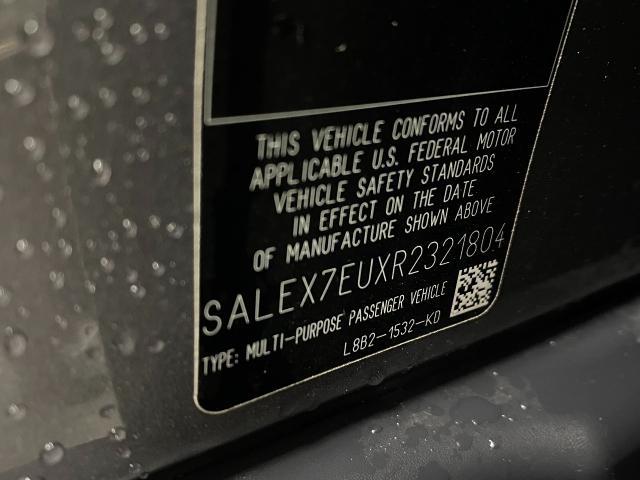 THIS VEHICLE CONFORMS TO ALL
APPLICABLE U.S. FEDERAL MOTOR
VEHICLE SAFETY STANDARDS
IN EFFECT ON THE DATE
OF MANUFACTURE SHOWN ABOVE
SALEX7EUXR2321804
TYPE: MULTI-PURPOSE PASSENGER VEHICLE
L8B2-1532-KD